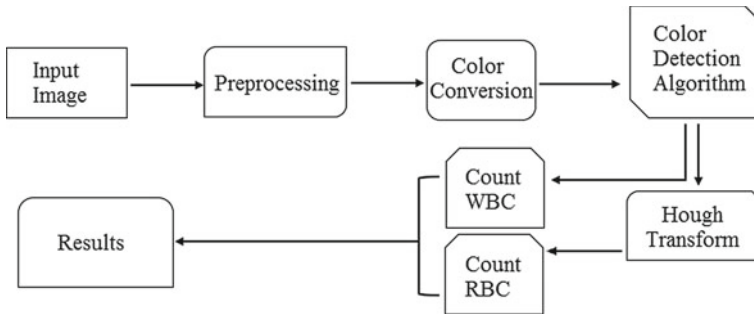 Input
Image
Preprocessing
Color
Conversion
Color
Detection
Algorithm
Count
WBC
Hough
Transform
Results
Count
RBC